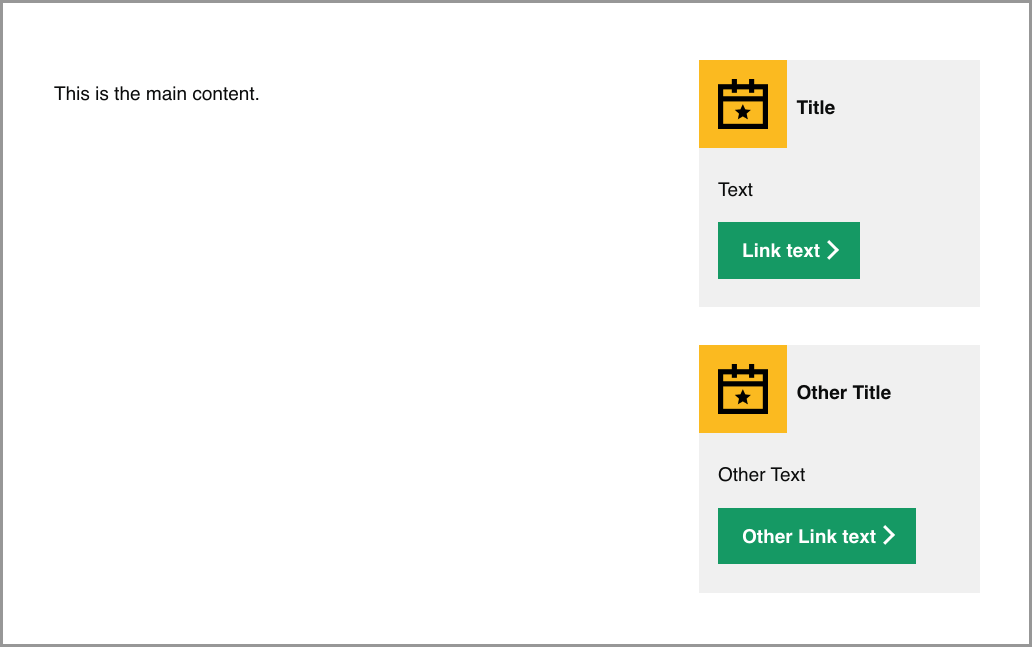 This is the main content.
Title
Text
Link text
Other Title
Other Text
Other Link text